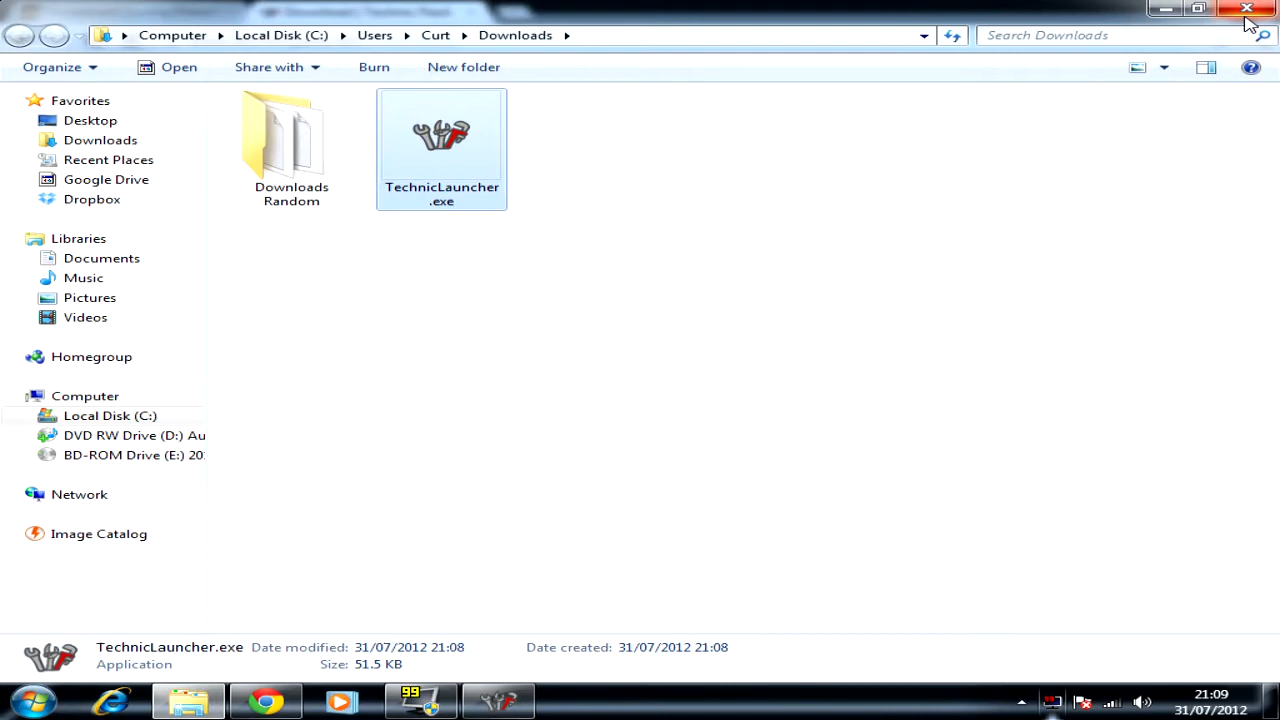 Computer Local Disk (C:) Users Curt Downloads Search Downloads
Organize Open Share with Burn New folder
Favorites
Desktop
Downloads
Recent Places
Google Drive
Dropbox
Libraries
Documents
Music
Pictures
Videos
Homegroup
Computer
Local Disk (C:)
DVD RW Drive (D:) Au
BD-ROM Drive (E:) 20
Network
Image Catalog
Downloads
Random
TechnicLauncher
.exe
TechnicLauncher.exe Date modified: 31/07/2012 21:08 Date created: 31/07/2012 21:08
Application Size: 51.5 KB
99
21:09
31/07/2012